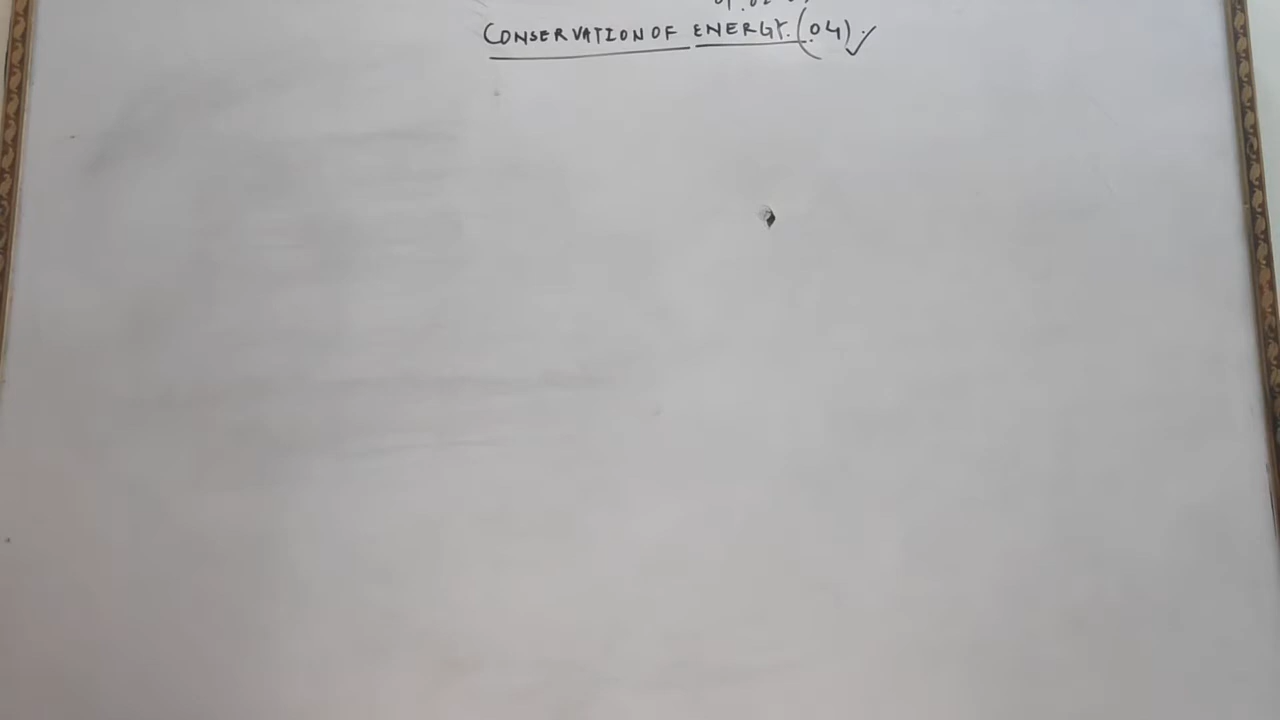 CONSERVATION OF ENERGY. (04) ✓